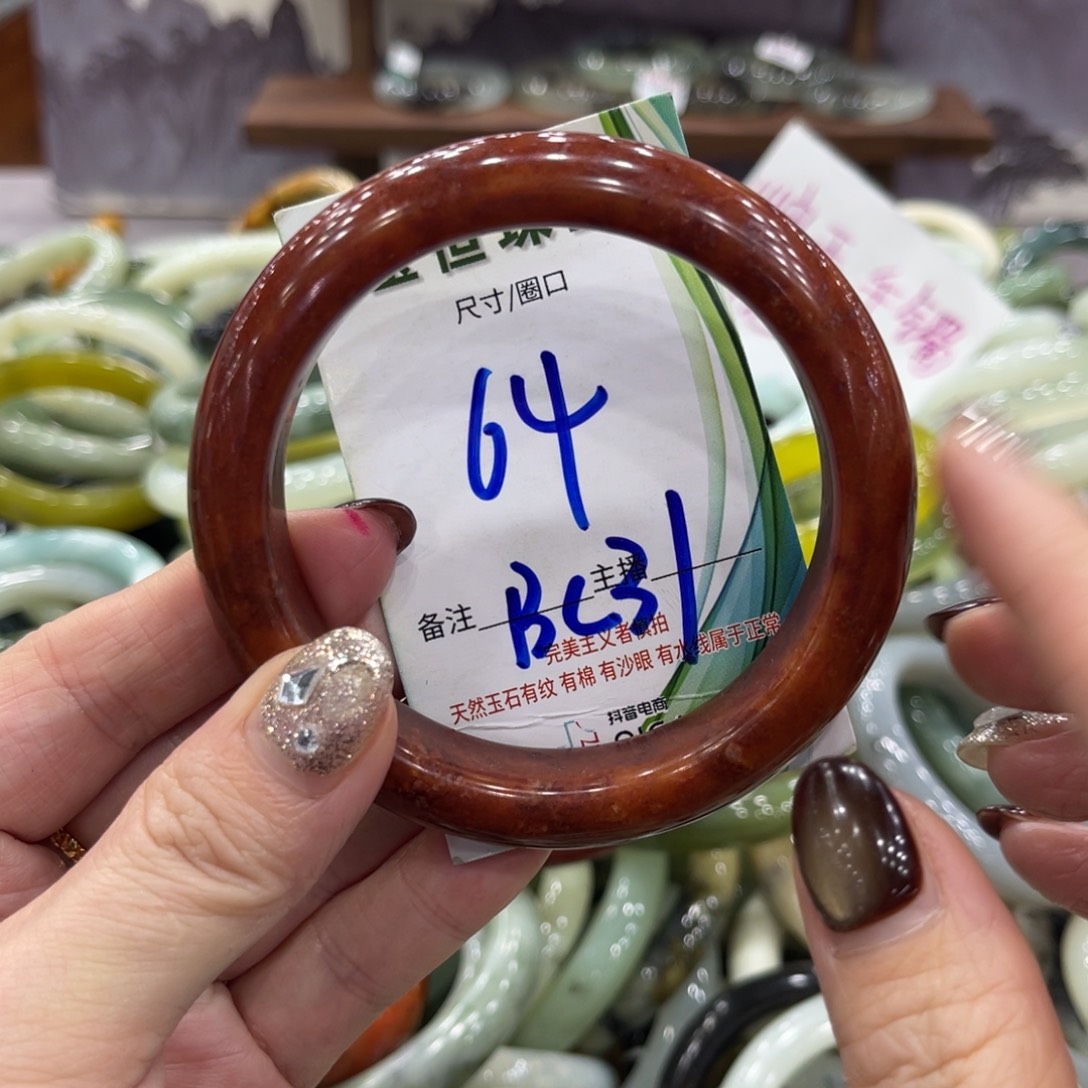 尺寸/圈口
64
备注 BC31 主播
完美主义者慎拍
天然玉石有纹 有棉 有沙眼 有水线属于正常
抖音电商
手镯